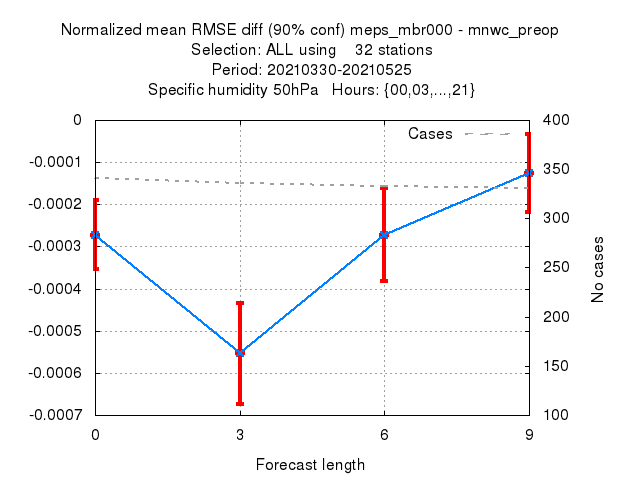 Normalized mean RMSE diff (90% conf) meps_mbr000 - mnwc_preop
Selection: ALL using    32 stations
Period: 20210330-20210525
Specific humidity 50hPa   Hours: {00,03,...,21}
Cases
0
-0.0001
-0.0002
-0.0003
-0.0004
-0.0005
-0.0006
-0.0007
400
350
300
250
200
150
100
No cases
0 3 6 9
Forecast length